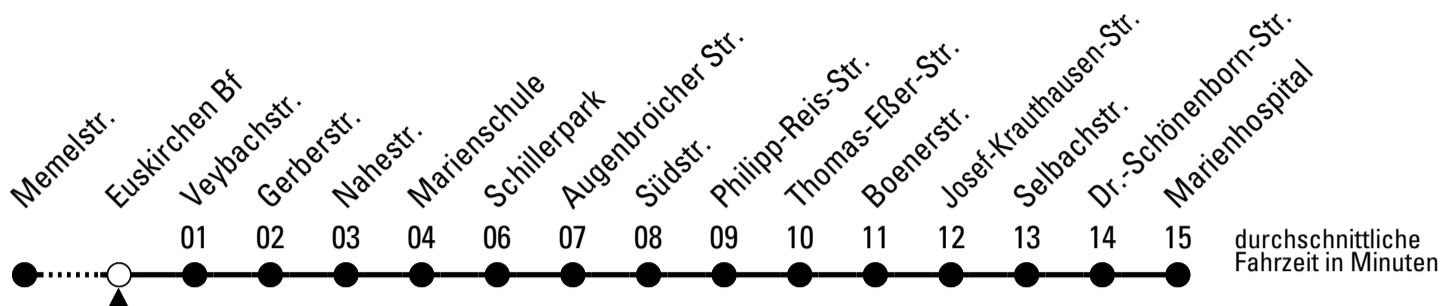 Memelstr.
Euskirchen Bf
Veybachstr.
Gerberstr.
Nahestr.
Marienschule
Schillerpark
Augenbroicher Str.
Südstr.
Philipp-Reis-Str.
Thomas-Eßer-Str.
Boenerstr.
Josef-Krauthausen-Str.
Selbachstr.
Dr.-Schönenborn-Str.
Marienhospital
01 02 03 04 06 07 08 09 10 11 12 13 14 15
durchschnittliche
Fahrzeit in Minuten